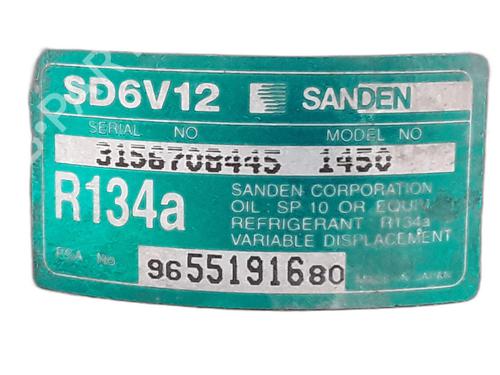 SD6V12 SANDEN
SERIAL NO MODEL NO
3156708445 1450
R134a
SANDEN CORPORATION
OIL : SP 10 OR EQUIV.
REFRIGERANT R134a
VARIABLE DISPLACEMENT
PSA No
9655191680
MADE IN JAPAN